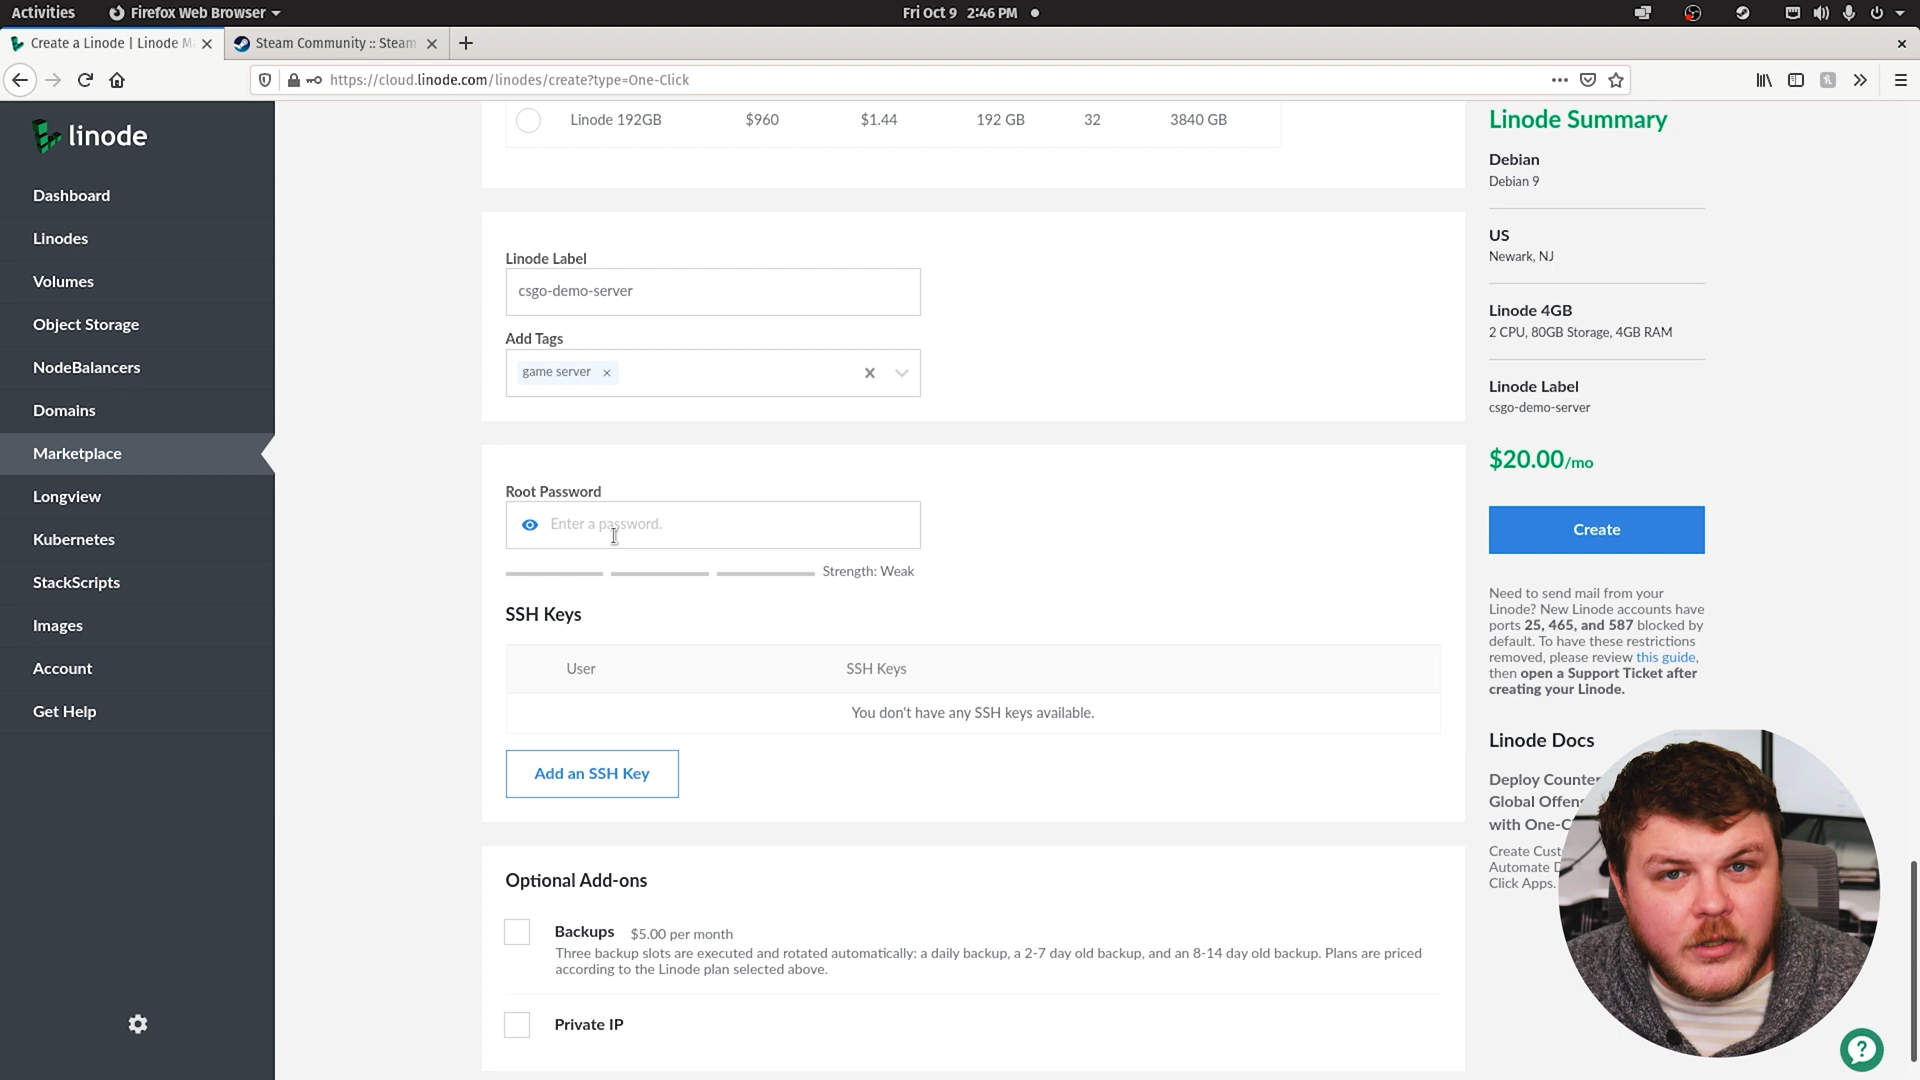 Activities
Firefox Web Browser
Fri Oct 9 2:46 PM
Create a Linode | Linode M
Steam Community :: Steam
https://cloud.linode.com/linodes/create?type=One-Click
linode
Dashboard
Linodes
Volumes
Object Storage
NodeBalancers
Domains
Marketplace
Longview
Kubernetes
StackScripts
Images
Account
Get Help
Linode 192GB $960 $1.44 192 GB 32 3840 GB
Linode Label
csgo-demo-server
Add Tags
game server ×
Root Password
Enter a password.
Strength: Weak
SSH Keys
User SSH Keys
You don't have any SSH keys available.
Add an SSH Key
Optional Add-ons
Backups $5.00 per month
Three backup slots are executed and rotated automatically: a daily backup, a 2-7 day old backup, and an 8-14 day old backup. Plans are priced
according to the Linode plan selected above.
Private IP
Linode Summary
Debian
Debian 9
US
Newark, NJ
Linode 4GB
2 CPU, 80GB Storage, 4GB RAM
Linode Label
csgo-demo-server
$20.00/mo
Create
Need to send mail from your
Linode? New Linode accounts have
ports 25, 465, and 587 blocked by
default. To have these restrictions
removed, please review this guide,
then open a Support Ticket after
creating your Linode.
Linode Docs
Deploy Counter
Global Offens
with One-C
Create Cust
Automate D
Click Apps.
?